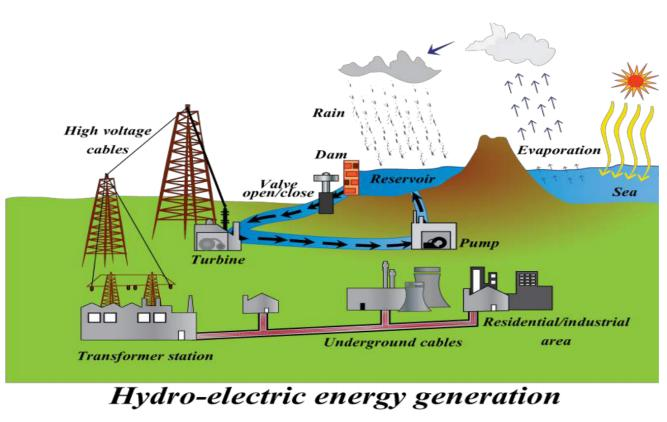 Rain
High voltage
cables
Dam
Evaporation
Valve
open/close
Reservoir
Sea
Turbine
Pump
Residential/industrial
area
Underground cables
Transformer station
Hydro-electric energy generation